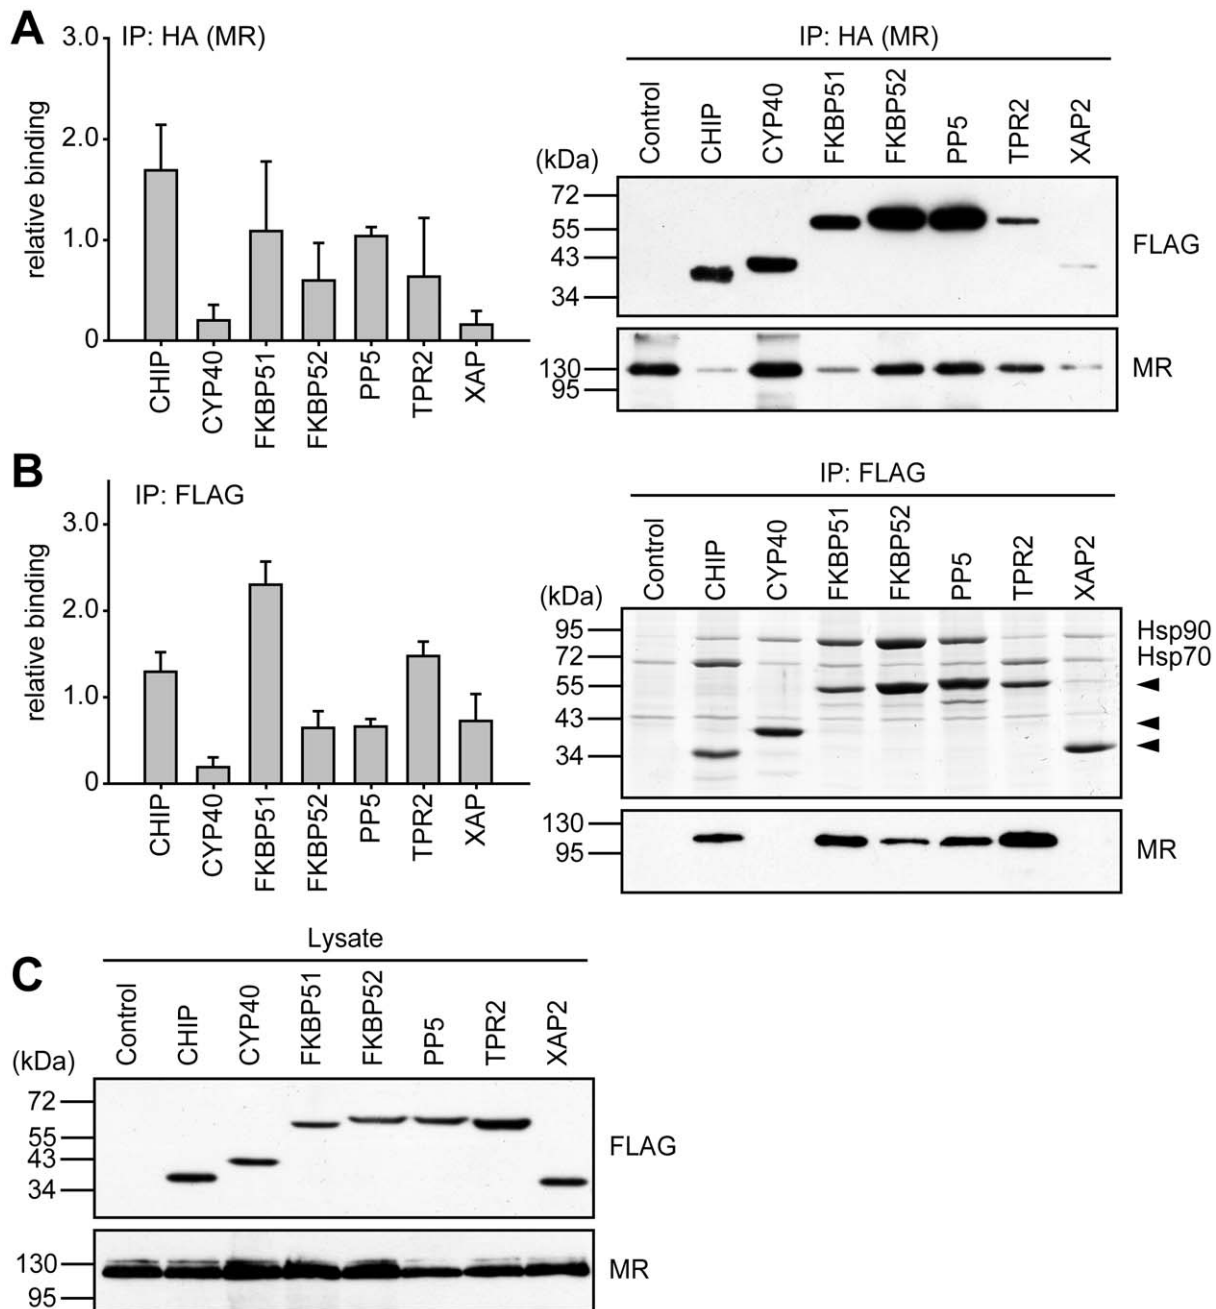 A
3.0
IP: HA (MR)
2.0
1.0
0
relative binding
CHIP
CYP40
FKBP51
FKBP52
PP5
TPR2
XAP
IP: HA (MR)
Control
CHIP
CYP40
FKBP51
FKBP52
PP5
TPR2
XAP2
(kDa)
72
55
43
34
FLAG
130
95
MR
B
IP: FLAG
3.0
2.0
1.0
0
relative binding
CHIP
CYP40
FKBP51
FKBP52
PP5
TPR2
XAP
IP: FLAG
Control
CHIP
CYP40
FKBP51
FKBP52
PP5
TPR2
XAP2
(kDa)
95
72
55
43
34
Hsp90
Hsp70
130
95
MR
C
Lysate
Control
CHIP
CYP40
FKBP51
FKBP52
PP5
TPR2
XAP2
(kDa)
72
55
43
34
FLAG
130
95
MR